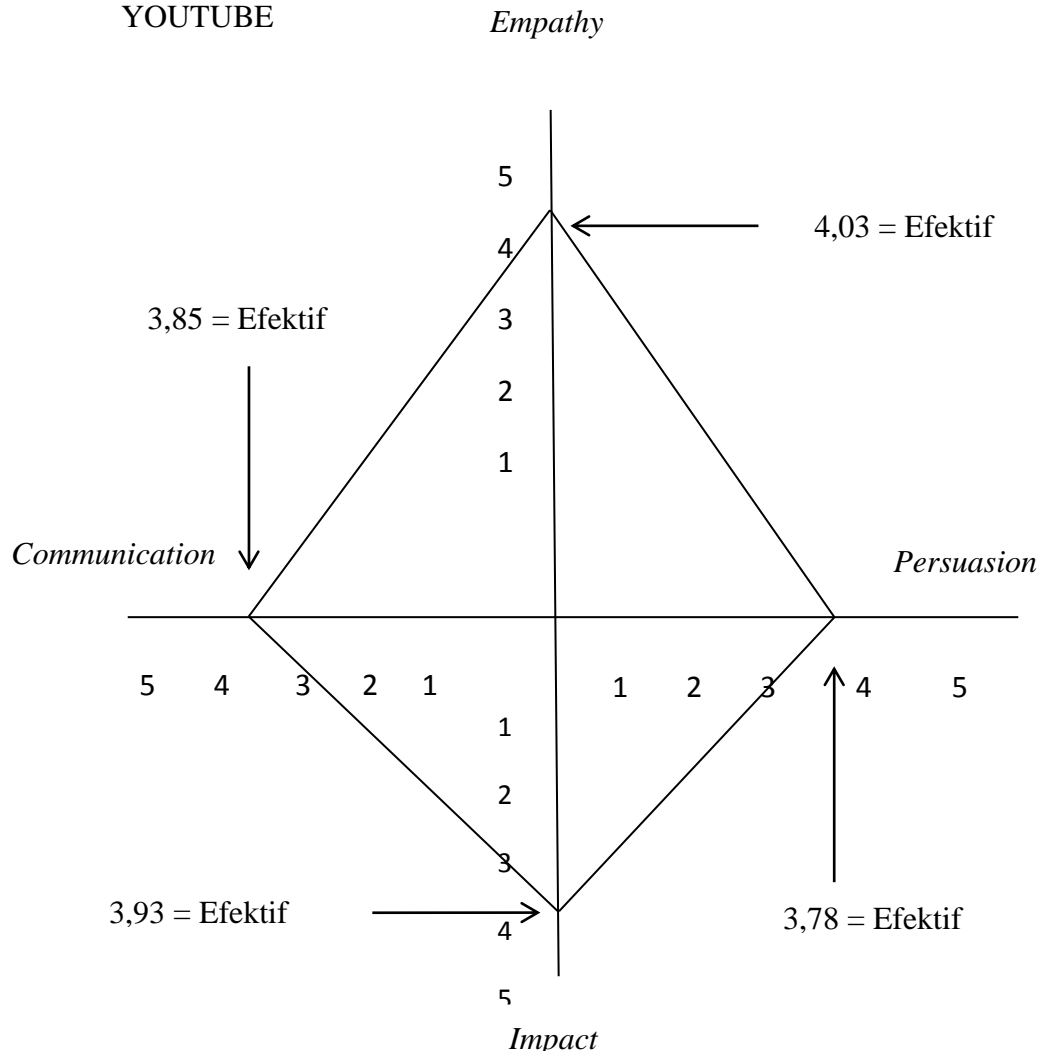 YOUTUBE
Empathy
5
4,03 = Efektif
4
3,85 = Efektif
3
2
1
Communication
Persuasion
5 4 3 2 1 1 2 3 4 5
1
2
3
3,93 = Efektif
3,78 = Efektif
4
5
Impact